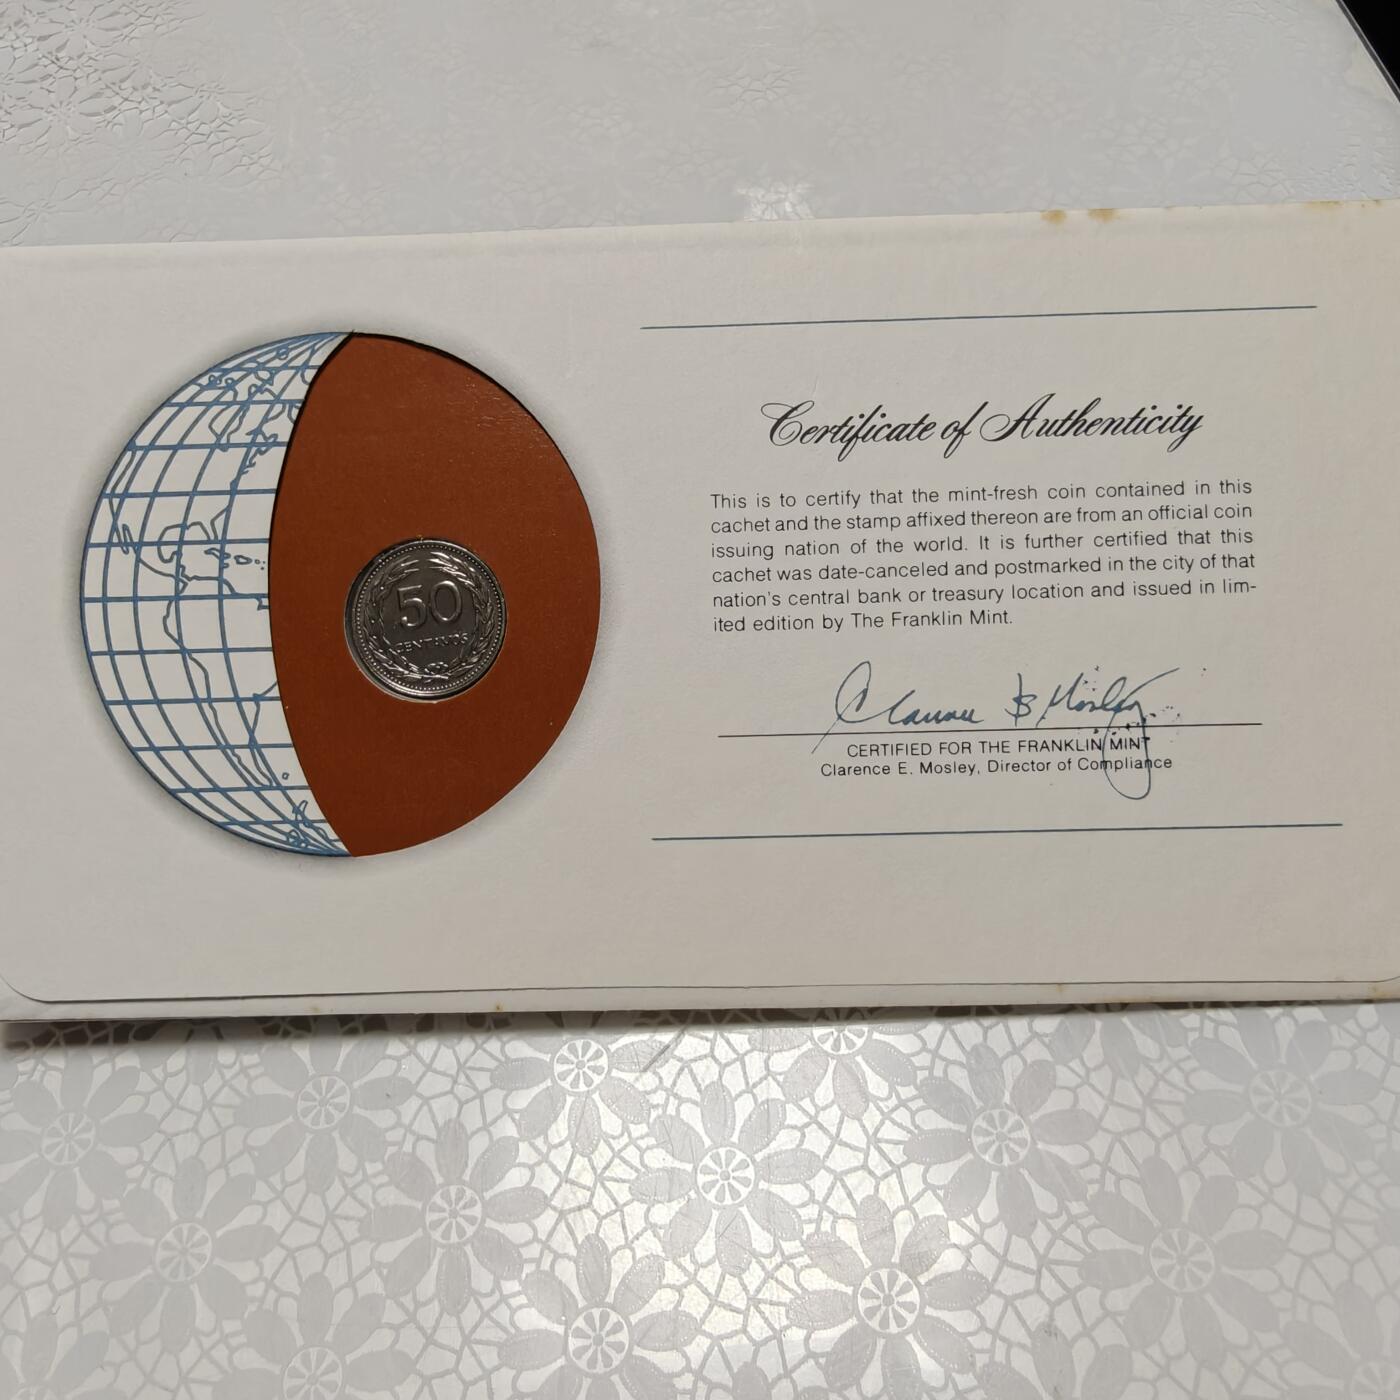 50
CENTAVOS
Certificate of Authenticity
This is to certify that the mint-fresh coin contained in this
cachet and the stamp affixed thereon are from an official coin
issuing nation of the world. It is further certified that this
cachet was date-canceled and postmarked in the city of that
nation's central bank or treasury location and issued in lim-
ited edition by The Franklin Mint.
Clarence E Mosley
CERTIFIED FOR THE FRANKLIN MINT
Clarence E. Mosley, Director of Compliance